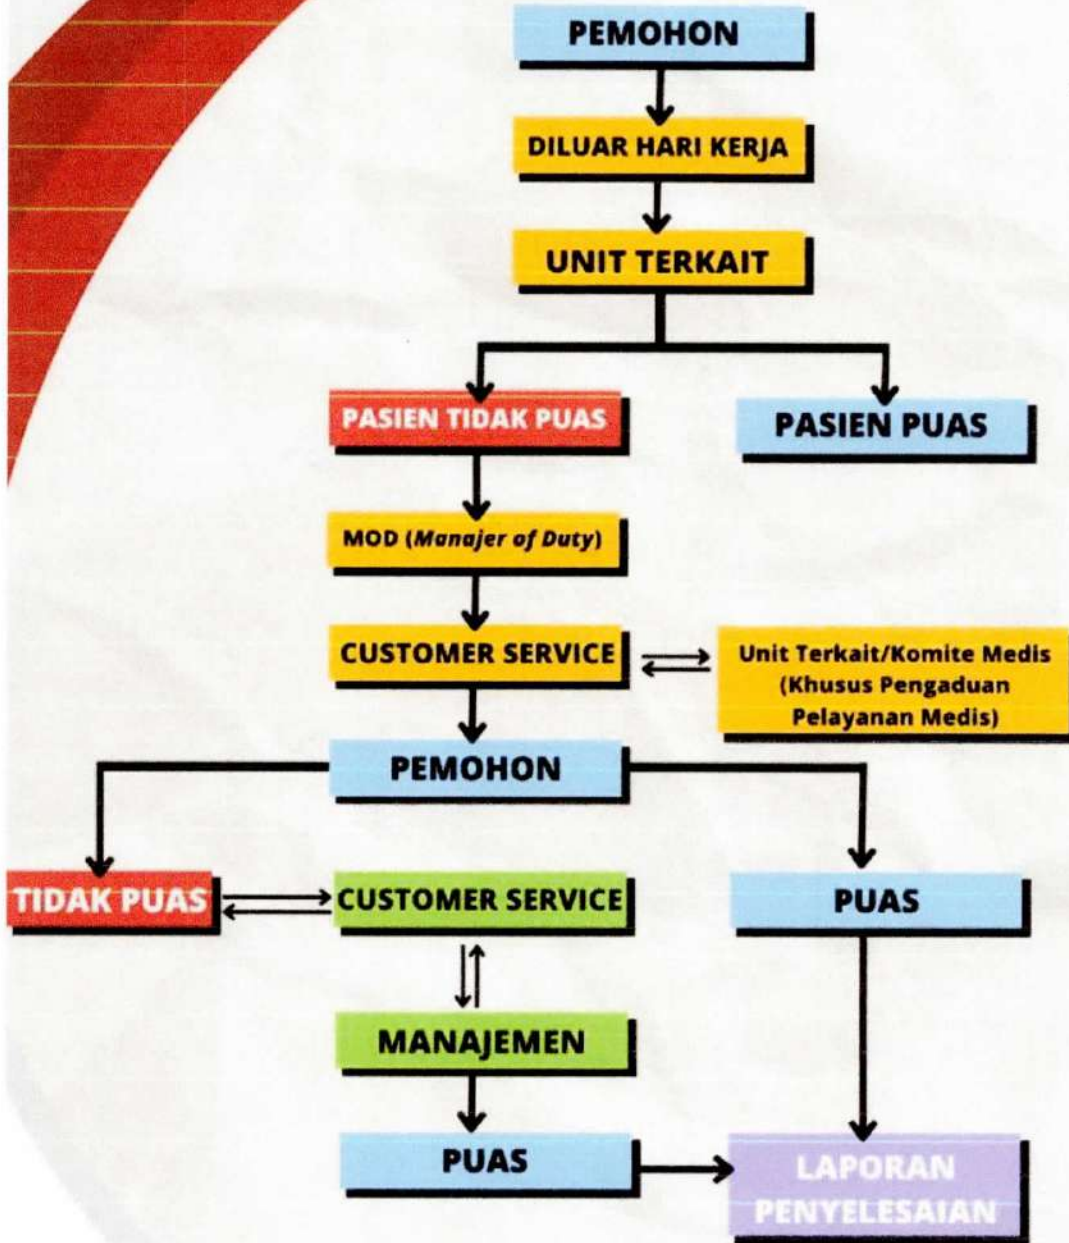 PEMOHON
DILUAR HARI KERJA
UNIT TERKAIT
PASIEN TIDAK PUAS
PASIEN PUAS
MOD (Manajer of Duty)
CUSTOMER SERVICE
Unit Terkait/Komite Medis
(Khusus Pengaduan
Pelayanan Medis)
PEMOHON
TIDAK PUAS
CUSTOMER SERVICE
PUAS
MANAJEMEN
PUAS
LAPORAN
PENYELESAIAN